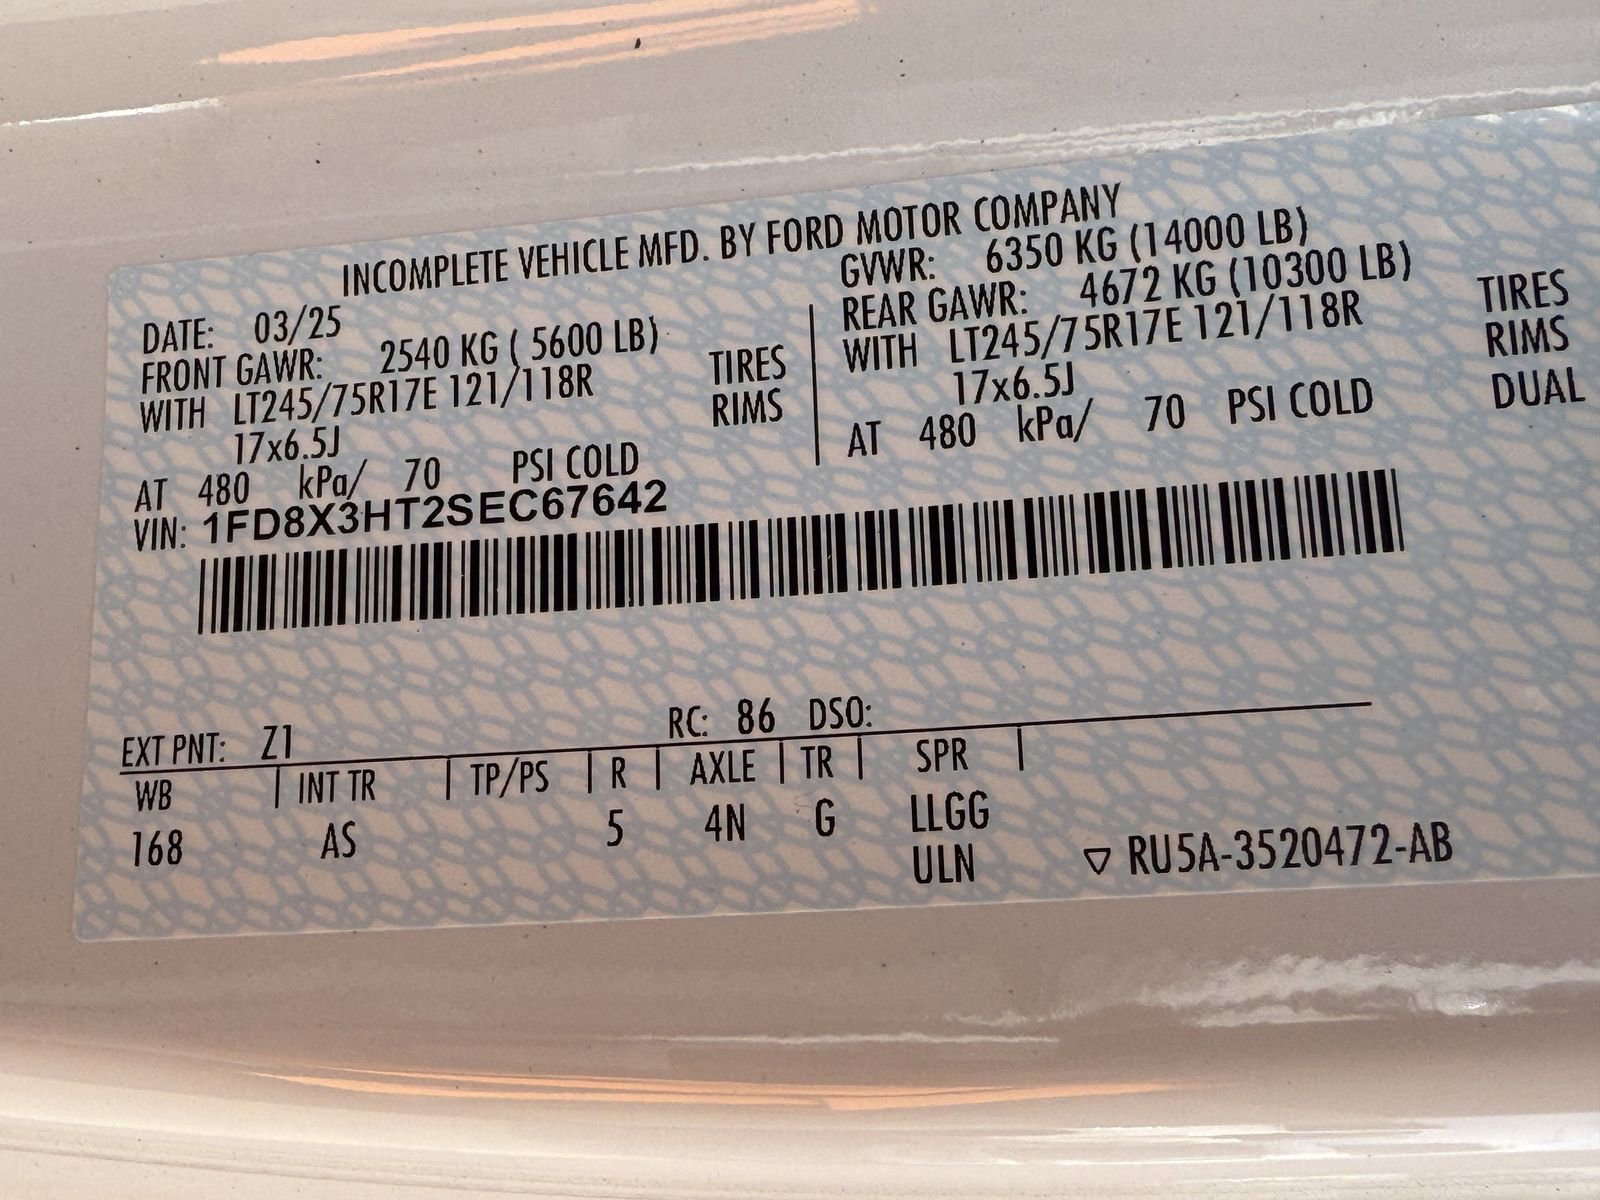 INCOMPLETE VEHICLE MFD. BY FORD MOTOR COMPANY
DATE: 03/25
FRONT GAWR: 2540 KG ( 5600 LB)
WITH LT245/75R17E 121/118R TIRES
17x6.5J RIMS
AT 480 kPa/ 70 PSI COLD
GVWR: 6350 KG (14000 LB)
REAR GAWR: 4672 KG (10300 LB)
WITH LT245/75R17E 121/118R TIRES
17x6.5J RIMS
AT 480 kPa/ 70 PSI COLD DUAL
VIN: 1FD8X3HT2SEC67642
EXT PNT: Z1 RC: 86 DSO:
WB | INT TR | TP/PS | R | AXLE | TR | SPR |
168 AS 5 4N G LLGG
ULN ▽ RU5A-3520472-AB